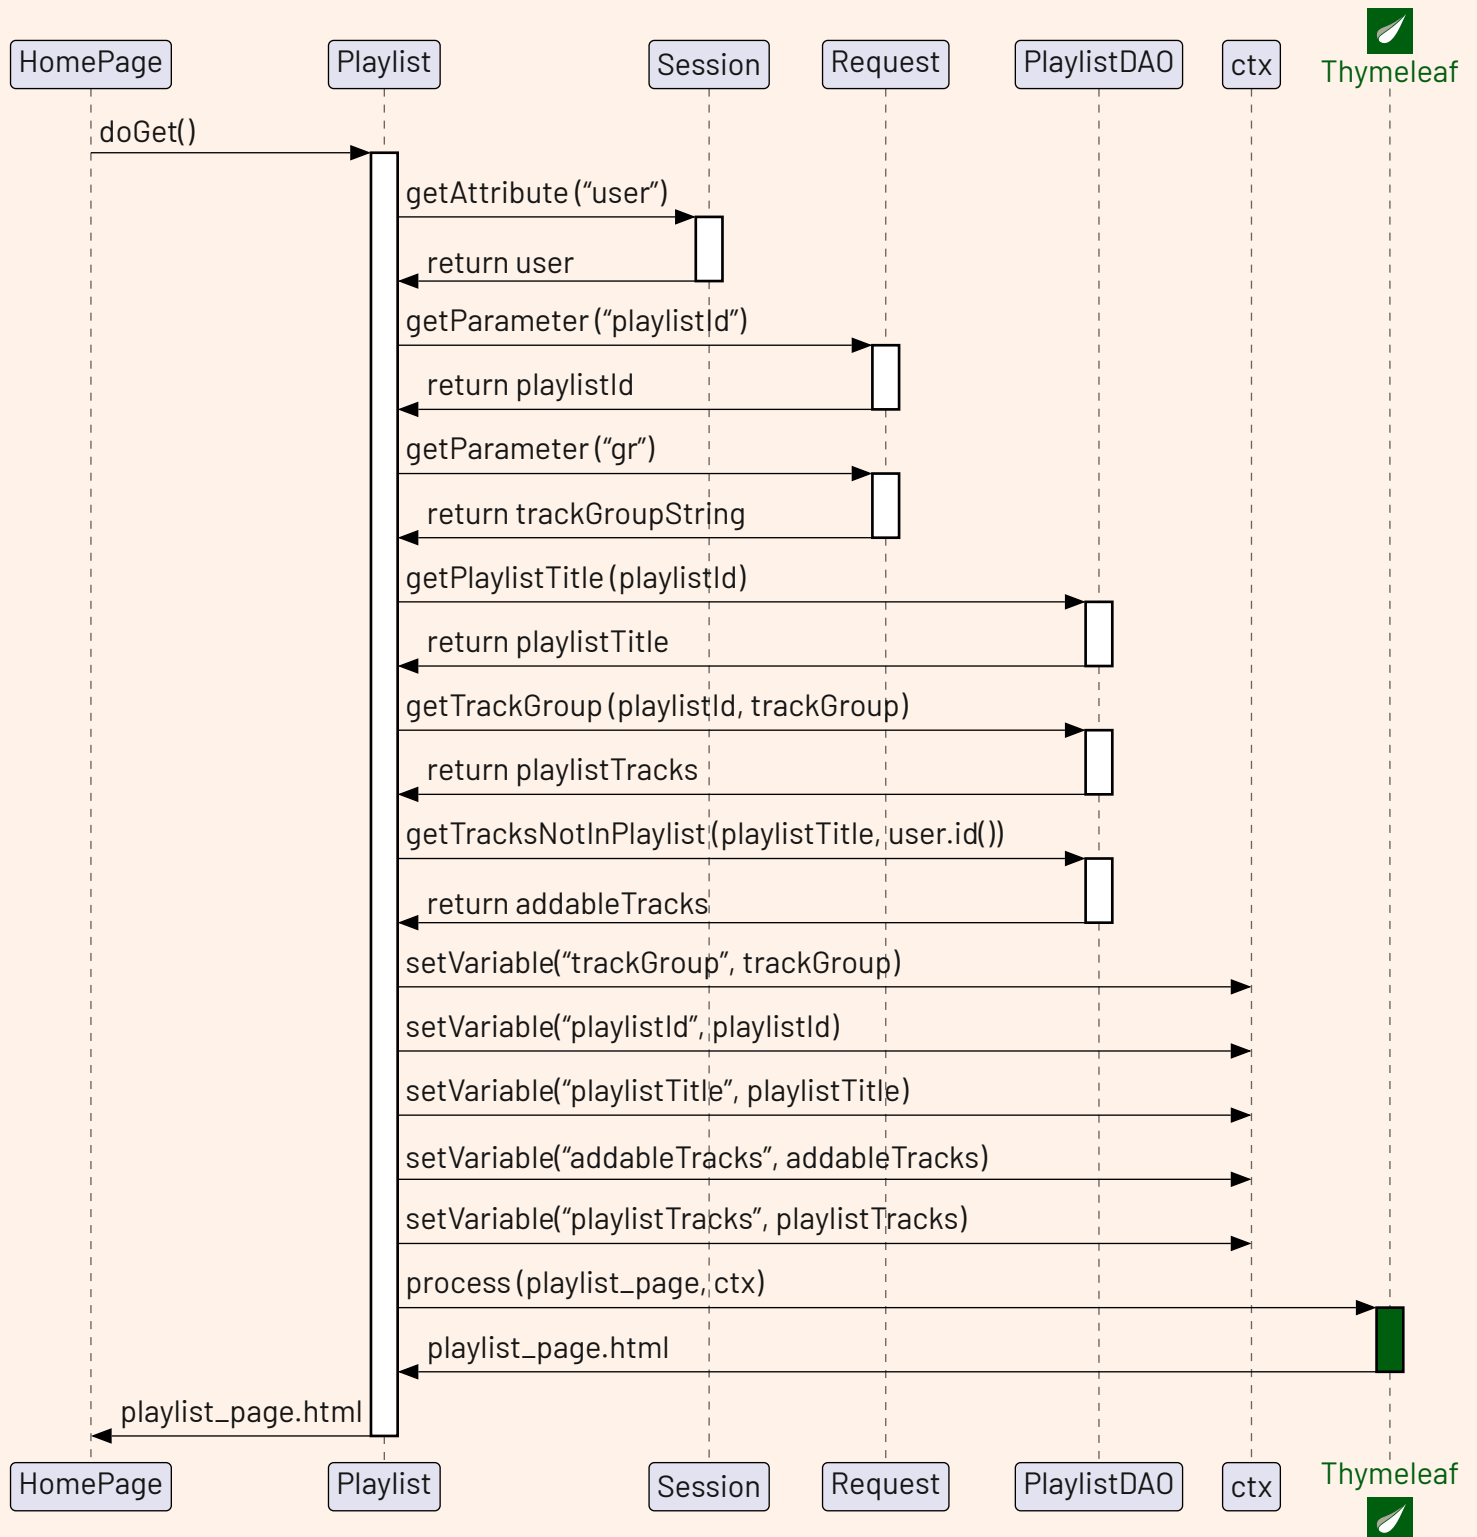 HomePage Playlist Session Request PlaylistDAO ctx Thymeleaf
doGet()
getAttribute (“user”)
return user
getParameter (“playlistId”)
return playlistId
getParameter (“gr”)
return trackGroupString
getPlaylistTitle (playlistId)
return playlistTitle
getTrackGroup (playlistId, trackGroup)
return playlistTracks
getTracksNotInPlaylist (playlistTitle, user.id())
return addableTracks
setVariable(“trackGroup”, trackGroup)
setVariable(“playlistId”, playlistId)
setVariable(“playlistTitle”, playlistTitle)
setVariable(“addableTracks”, addableTracks)
setVariable(“playlistTracks”, playlistTracks)
process (playlist_page, ctx)
playlist_page.html
playlist_page.html
HomePage Playlist Session Request PlaylistDAO ctx Thymeleaf